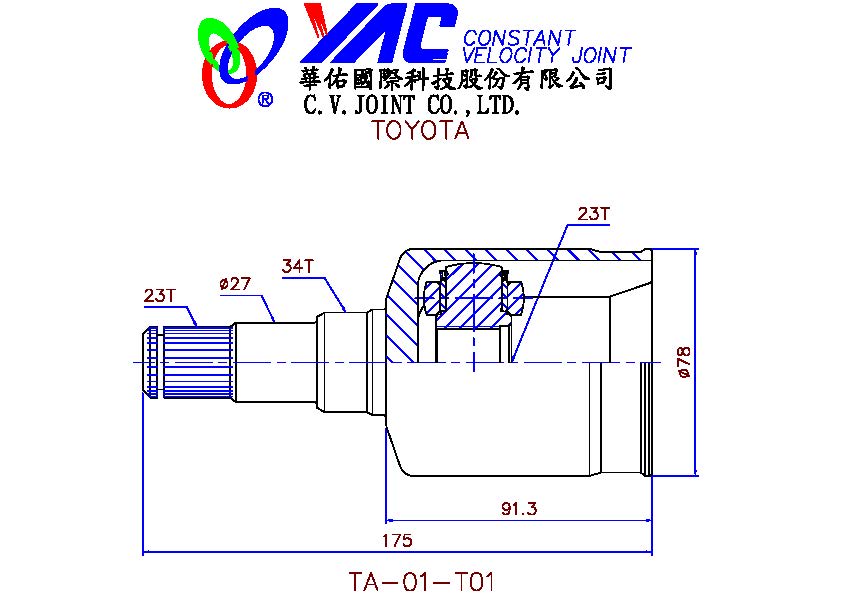 YAC CONSTANT
VELOCITY JOINT
華佑國際科技股份有限公司
® C.V.JOINT CO.,LTD.
TOYOTA
23T
34T
ø27
23T
ø78
91.3
175
TA-01-T01